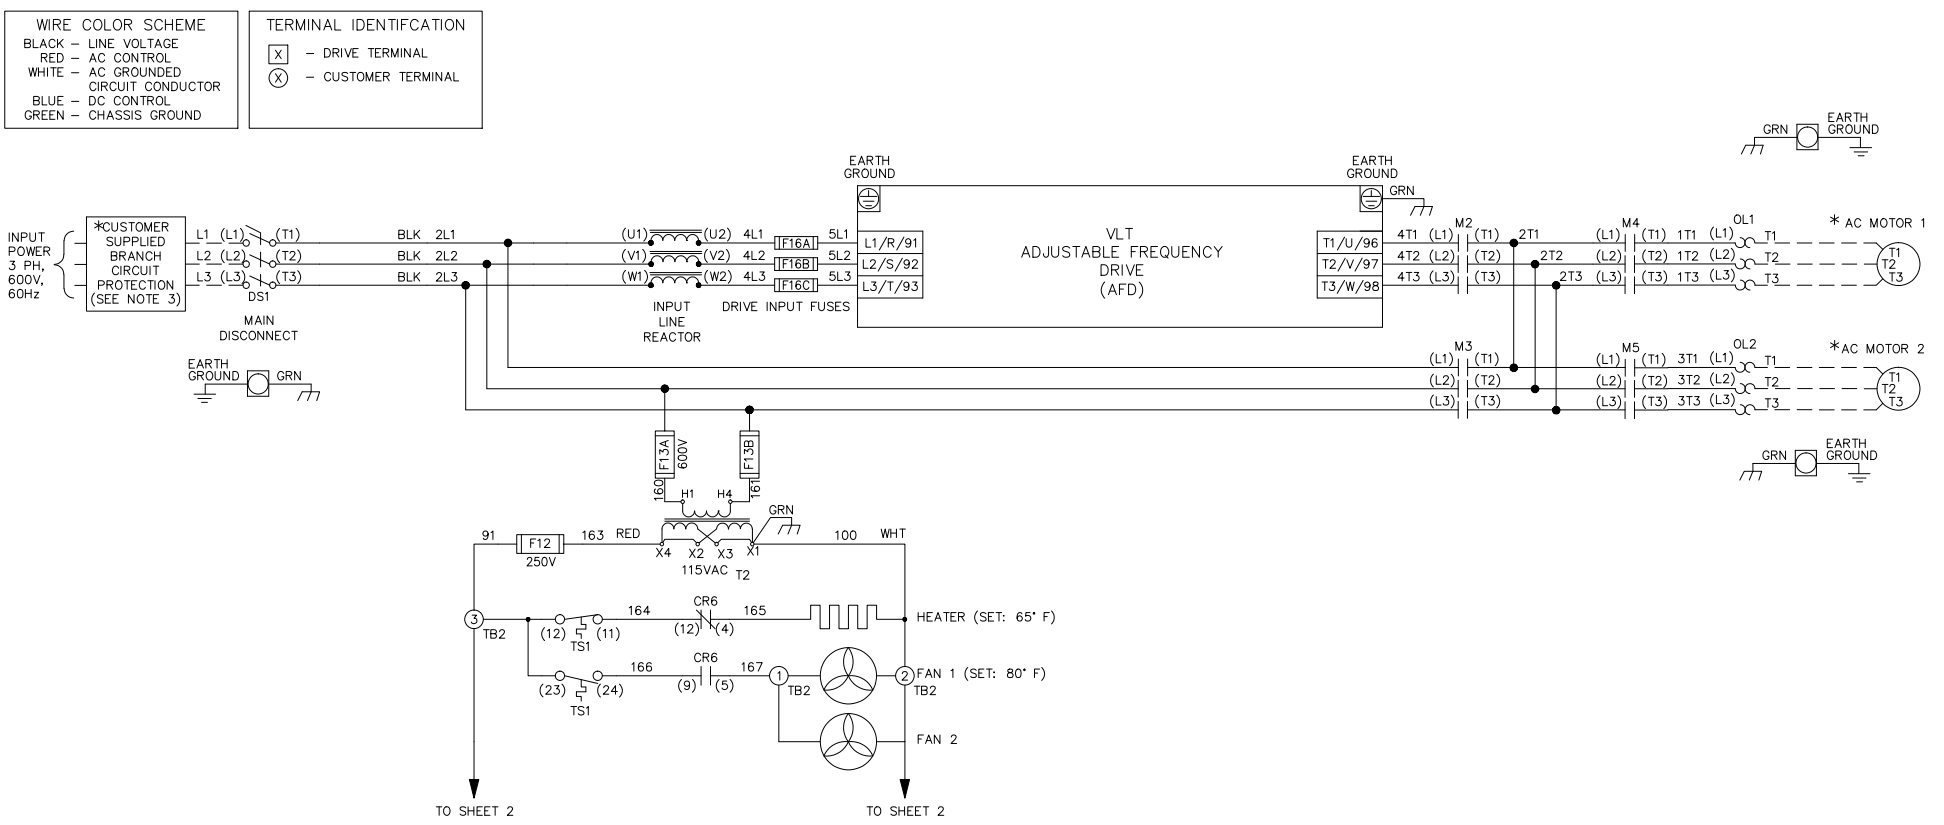 WIRE COLOR SCHEME
BLACK – LINE VOLTAGE
RED – AC CONTROL
WHITE – AC GROUNDED
CIRCUIT CONDUCTOR
BLUE – DC CONTROL
GREEN – CHASSIS GROUND
TERMINAL IDENTIFCATION
X – DRIVE TERMINAL
X – CUSTOMER TERMINAL
INPUT
POWER
3 PH,
600V,
60Hz
*CUSTOMER
SUPPLIED
BRANCH
CIRCUIT
PROTECTION
(SEE NOTE 3)
L1 (L1) (T1)
L2 (L2) (T2)
L3 (L3) (T3)
DS1
MAIN
DISCONNECT
EARTH
GROUND GRN
BLK 2L1
BLK 2L2
BLK 2L3
(U1) (U2) 4L1 F16A 5L1
(V1) (V2) 4L2 F16B 5L2
(W1) (W2) 4L3 F16C 5L3
INPUT
LINE
REACTOR
DRIVE INPUT FUSES
EARTH
GROUND
L1/R/91
L2/S/92
L3/T/93
VLT
ADJUSTABLE FREQUENCY
DRIVE
(AFD)
EARTH
GROUND
GRN
T1/U/96
T2/V/97
T3/W/98
M2
4T1 (L1) (T1) 2T1
4T2 (L2) (T2) 2T2
4T3 (L3) (T3) 2T3
M4 OL1
(L1) (T1) 1T1 (L1) T1
(L2) (T2) 1T2 (L2) T2
(L3) (T3) 1T3 (L3) T3
* AC MOTOR 1
T1
T2
T3
GRN
EARTH
GROUND
M3
(L1) (T1)
(L2) (T2)
(L3) (T3)
M5 OL2
(L1) (T1) 3T1 (L1) T1
(L2) (T2) 3T2 (L2) T2
(L3) (T3) 3T3 (L3) T3
*AC MOTOR 2
T1
T2
T3
GRN
EARTH
GROUND
F13A
600V
F13B
160
161
H1 H4
GRN
91 F12 163 RED
250V
X4 X2 X3 X1
115VAC T2
100 WHT
3
TB2
(12) (11)
TS1
164
CR6
(12) (4)
165
HEATER (SET: 65° F)
(23) (24)
TS1
166
CR6
(9) (5)
167
1
TB2
2
TB2
FAN 1 (SET: 80° F)
FAN 2
TO SHEET 2
TO SHEET 2